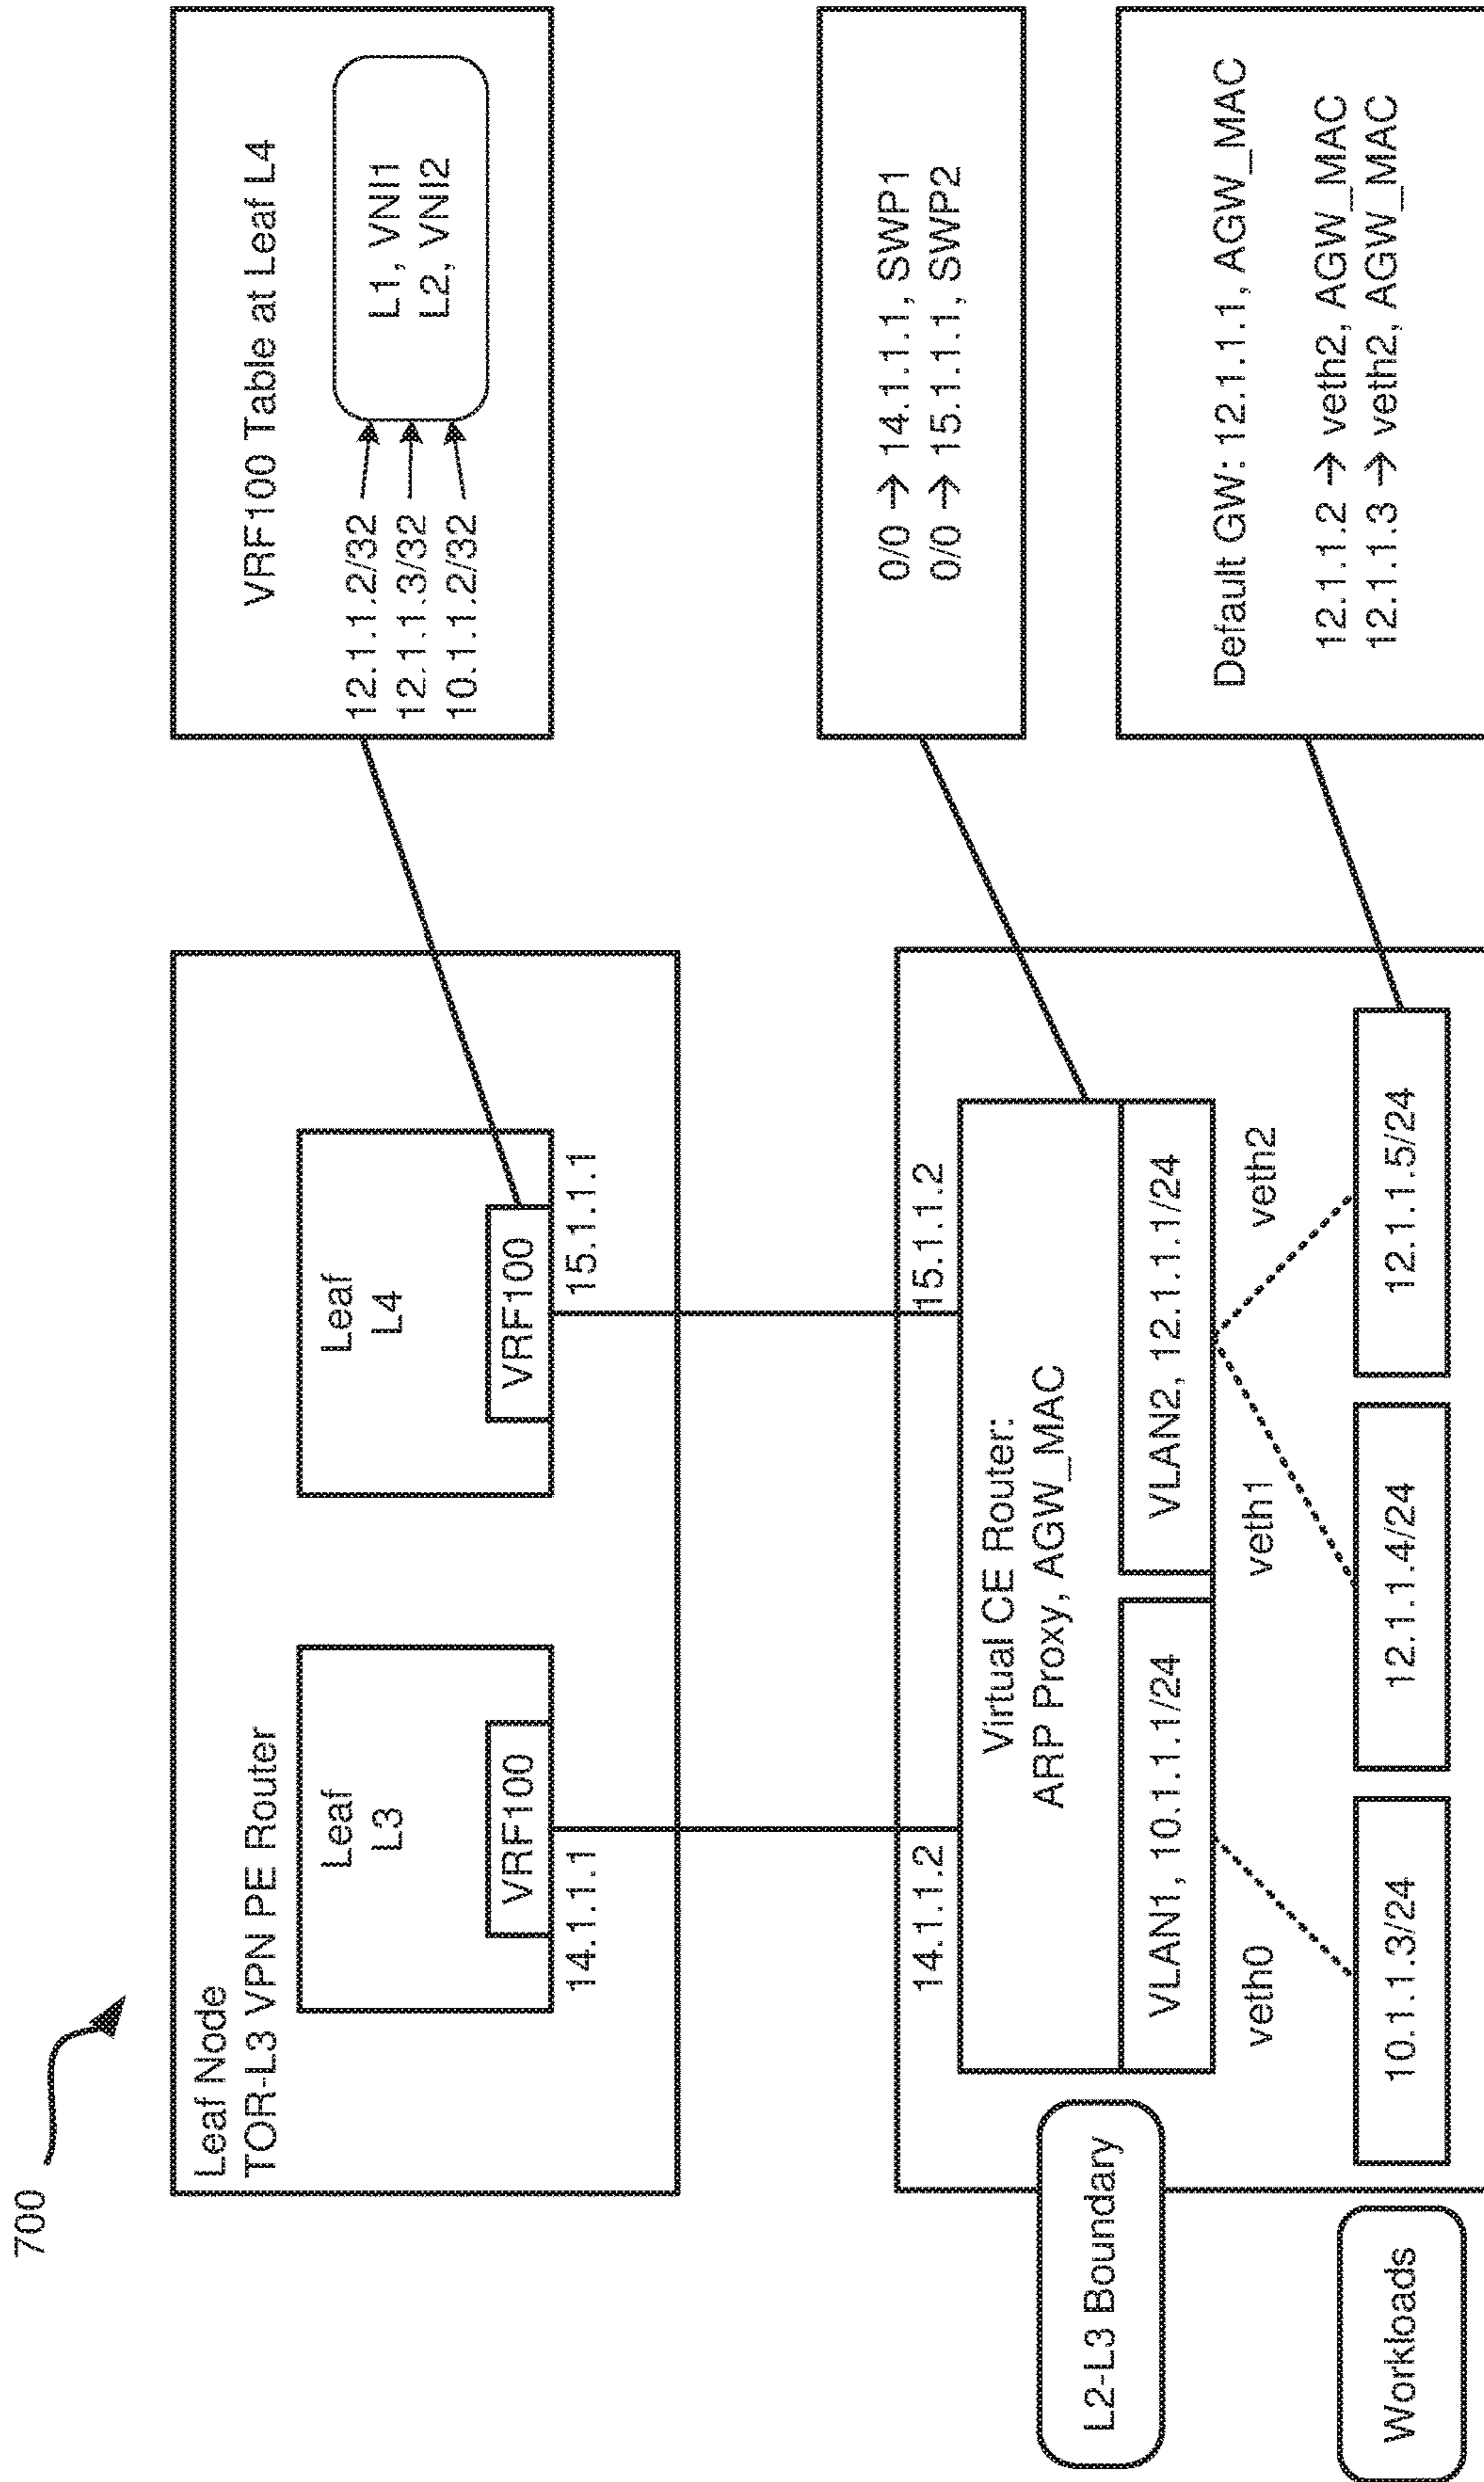 700
Leaf Node
TOR-L3 VPN PE Router
Leaf
L3
VRF100
14.1.1.1
Leaf
L4
VRF100
15.1.1.1
VRF100 Table at Leaf L4
12.1.1.2/32
12.1.1.3/32
10.1.1.2/32
L1, VNI1
L2, VNI2
14.1.1.2
15.1.1.2
Virtual CE Router:
ARP Proxy, AGW_MAC
VLAN1, 10.1.1.1/24
VLAN2, 12.1.1.1/24
0/0 → 14.1.1.1, SWP1
0/0 → 15.1.1.1, SWP2
L2-L3 Boundary
veth0
veth1
veth2
Workloads
10.1.1.3/24
12.1.1.4/24
12.1.1.5/24
Default GW: 12.1.1.1, AGW_MAC
12.1.1.2 → veth2, AGW_MAC
12.1.1.3 → veth2, AGW_MAC